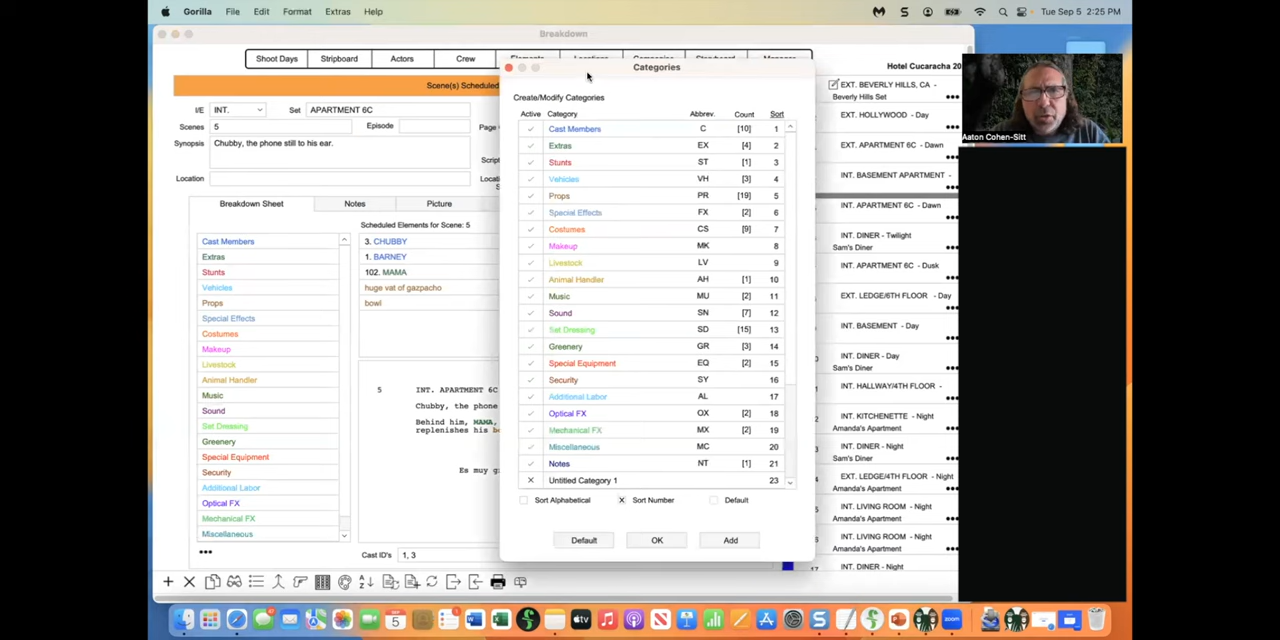 Gorilla File Edit Format Extras Help
Tue Sep 5 2:25 PM
Breakdown
Shoot Days Stripboard Actors Crew
Hotel Cucaracha 20
Scene(s) Scheduled
I/E INT. Set APARTMENT 6C
Scenes 5 Episode Page
Synopsis Chubby, the phone still to his ear.
Script
Location
Breakdown Sheet Notes Picture
Scheduled Elements for Scene: 5
Cast Members
Extras
Stunts
Vehicles
Props
Special Effects
Costumes
Makeup
Livestock
Animal Handler
Music
Sound
Set Dressing
Greenery
Special Equipment
Security
Additional Labor
Optical FX
Mechanical FX
Miscellaneous
3. CHUBBY
1. BARNEY
102. MAMA
huge vat of gazpacho
bowl
5 INT. APARTMENT 6C
Chubby, the phone
Behind him, MAMA,
replenishes his
Es muy
Cast ID's 1, 3
Categories
Create/Modify Categories
Active Category Abbrev. Count Sort
Cast Members C [10] 1
Extras EX [4] 2
Stunts ST [1] 3
Vehicles VH [3] 4
Props PR [19] 5
Special Effects FX [2] 6
Costumes CS [9] 7
Makeup MK 8
Livestock LV 9
Animal Handler AH [1] 10
Music MU [2] 11
Sound SN [7] 12
Set Dressing SD [15] 13
Greenery GR [3] 14
Special Equipment EQ [2] 15
Security SY 16
Additional Labor AL 17
Optical FX OX [2] 18
Mechanical FX MX [2] 19
Miscellaneous MC 20
Notes NT [1] 21
Untitled Category 1 23
Sort Alphabetical Sort Number Default
Default OK Add
EXT. BEVERLY HILLS, CA -
Beverly Hills Set
EXT. HOLLYWOOD - Day
EXT. APARTMENT 6C - Dawn
INT. BASEMENT APARTMENT -
INT. APARTMENT 6C - Dawn
INT. DINER - Twilight
Sam's Diner
INT. APARTMENT 6C - Dusk
EXT. LEDGE/6TH FLOOR - Day
INT. BASEMENT - Day
INT. DINER - Day
Sam's Diner
INT. HALLWAY/4TH FLOOR -
INT. KITCHENETTE - Night
Amanda's Apartment
INT. DINER - Night
Sam's Diner
EXT. LEDGE/4TH FLOOR - Night
Amanda's Apartment
INT. LIVING ROOM - Night
Amanda's Apartment
INT. LIVING ROOM - Night
Amanda's Apartment
INT. DINER - Night
Aaton Cohen-Sitt